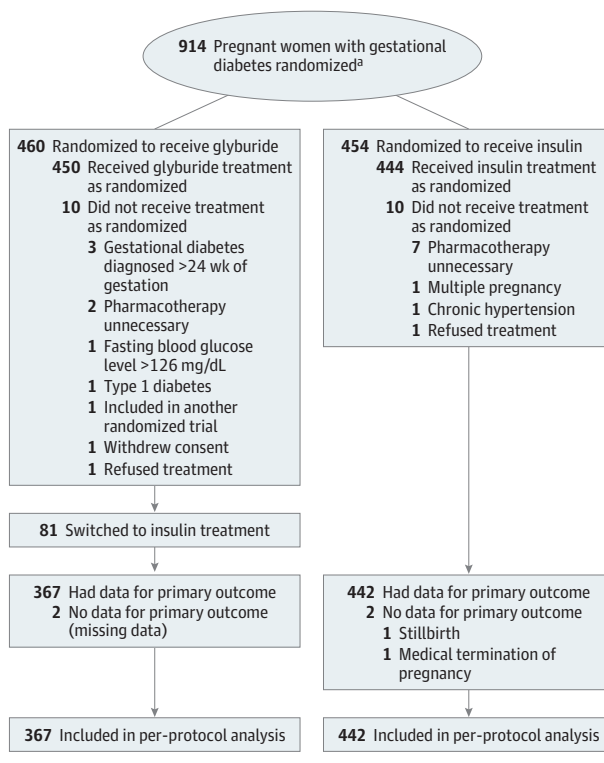 914 Pregnant women with gestational
diabetes randomizedª
460 Randomized to receive glyburide
450 Received glyburide treatment
as randomized
10 Did not receive treatment
as randomized
3 Gestational diabetes
diagnosed >24 wk of
gestation
2 Pharmacotherapy
unnecessary
1 Fasting blood glucose
level >126 mg/dL
1 Type 1 diabetes
1 Included in another
randomized trial
1 Withdrew consent
1 Refused treatment
454 Randomized to receive insulin
444 Received insulin treatment
as randomized
10 Did not receive treatment
as randomized
7 Pharmacotherapy
unnecessary
1 Multiple pregnancy
1 Chronic hypertension
1 Refused treatment
81 Switched to insulin treatment
367 Had data for primary outcome
2 No data for primary outcome
(missing data)
442 Had data for primary outcome
2 No data for primary outcome
1 Stillbirth
1 Medical termination of
pregnancy
367 Included in per-protocol analysis
442 Included in per-protocol analysis